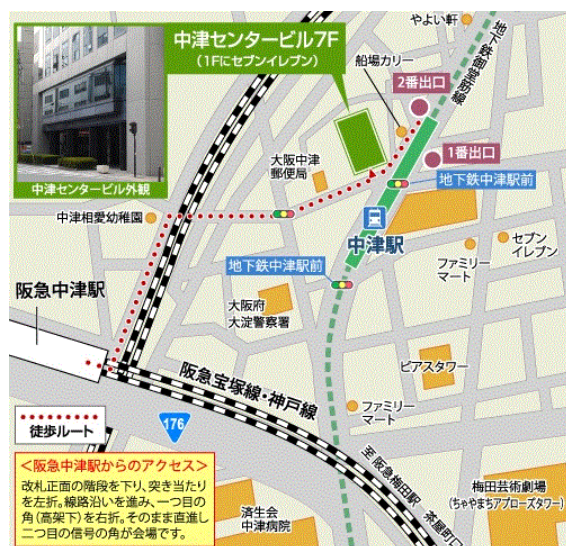 やよい軒
地下鉄御堂筋線
中津センタービル7F
(1Fにセブンイレブン)
船場カリー
2番出口
1番出口
大阪中津
郵便局
地下鉄中津駅前
中津センタービル外観
中津相愛幼稚園
中津駅
セブン
イレブン
ファミリー
マート
地下鉄中津駅前
阪急中津駅
大阪府
大淀警察署
ピアスタワー
阪急宝塚線・神戸線
ファミリー
マート
徒歩ルート
176
至 阪急梅田駅
茶屋町口
梅田芸術劇場
(ちゃやまちアプローズタワー)
済生会
中津病院
<阪急中津駅からのアクセス>
改札正面の階段を下り、突き当たり
を左折。線路沿いを進み、一つ目の
角(高架下)を右折。そのまま直進し
二つ目の信号の角が会場です。